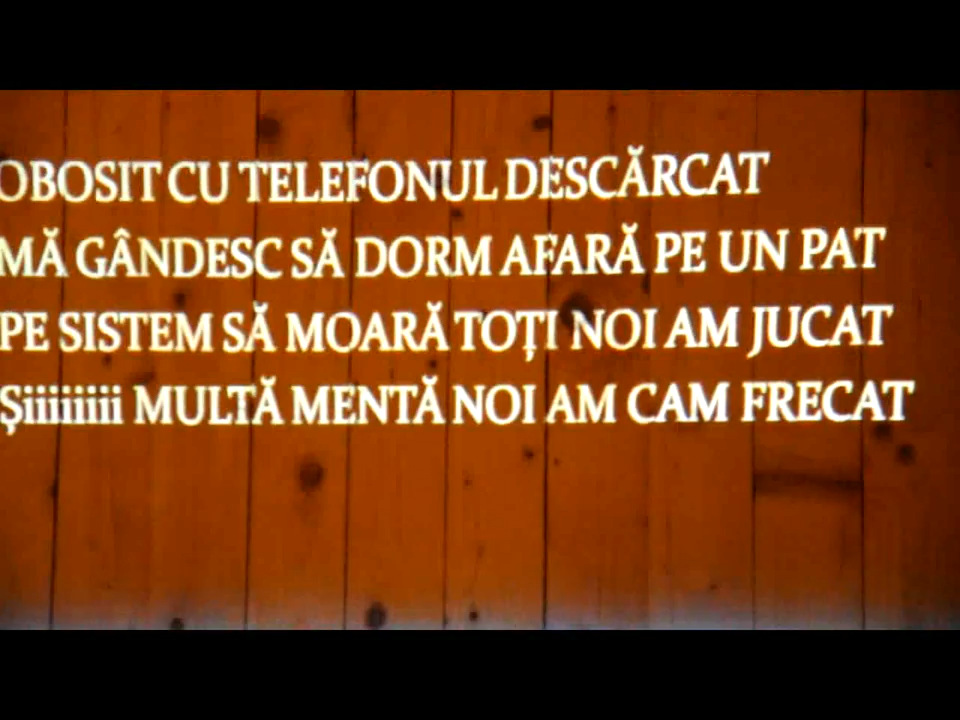 OBOSIT CU TELEFONUL DESCĂRCAT
MĂ GÂNDESC SĂ DORM AFARĂ PE UN PAT
PE SISTEM SĂ MOARĂ TOȚI NOI AM JUCAT
Șiiiiiiii MULTĂ MENTĂ NOI AM CAM FRECAT